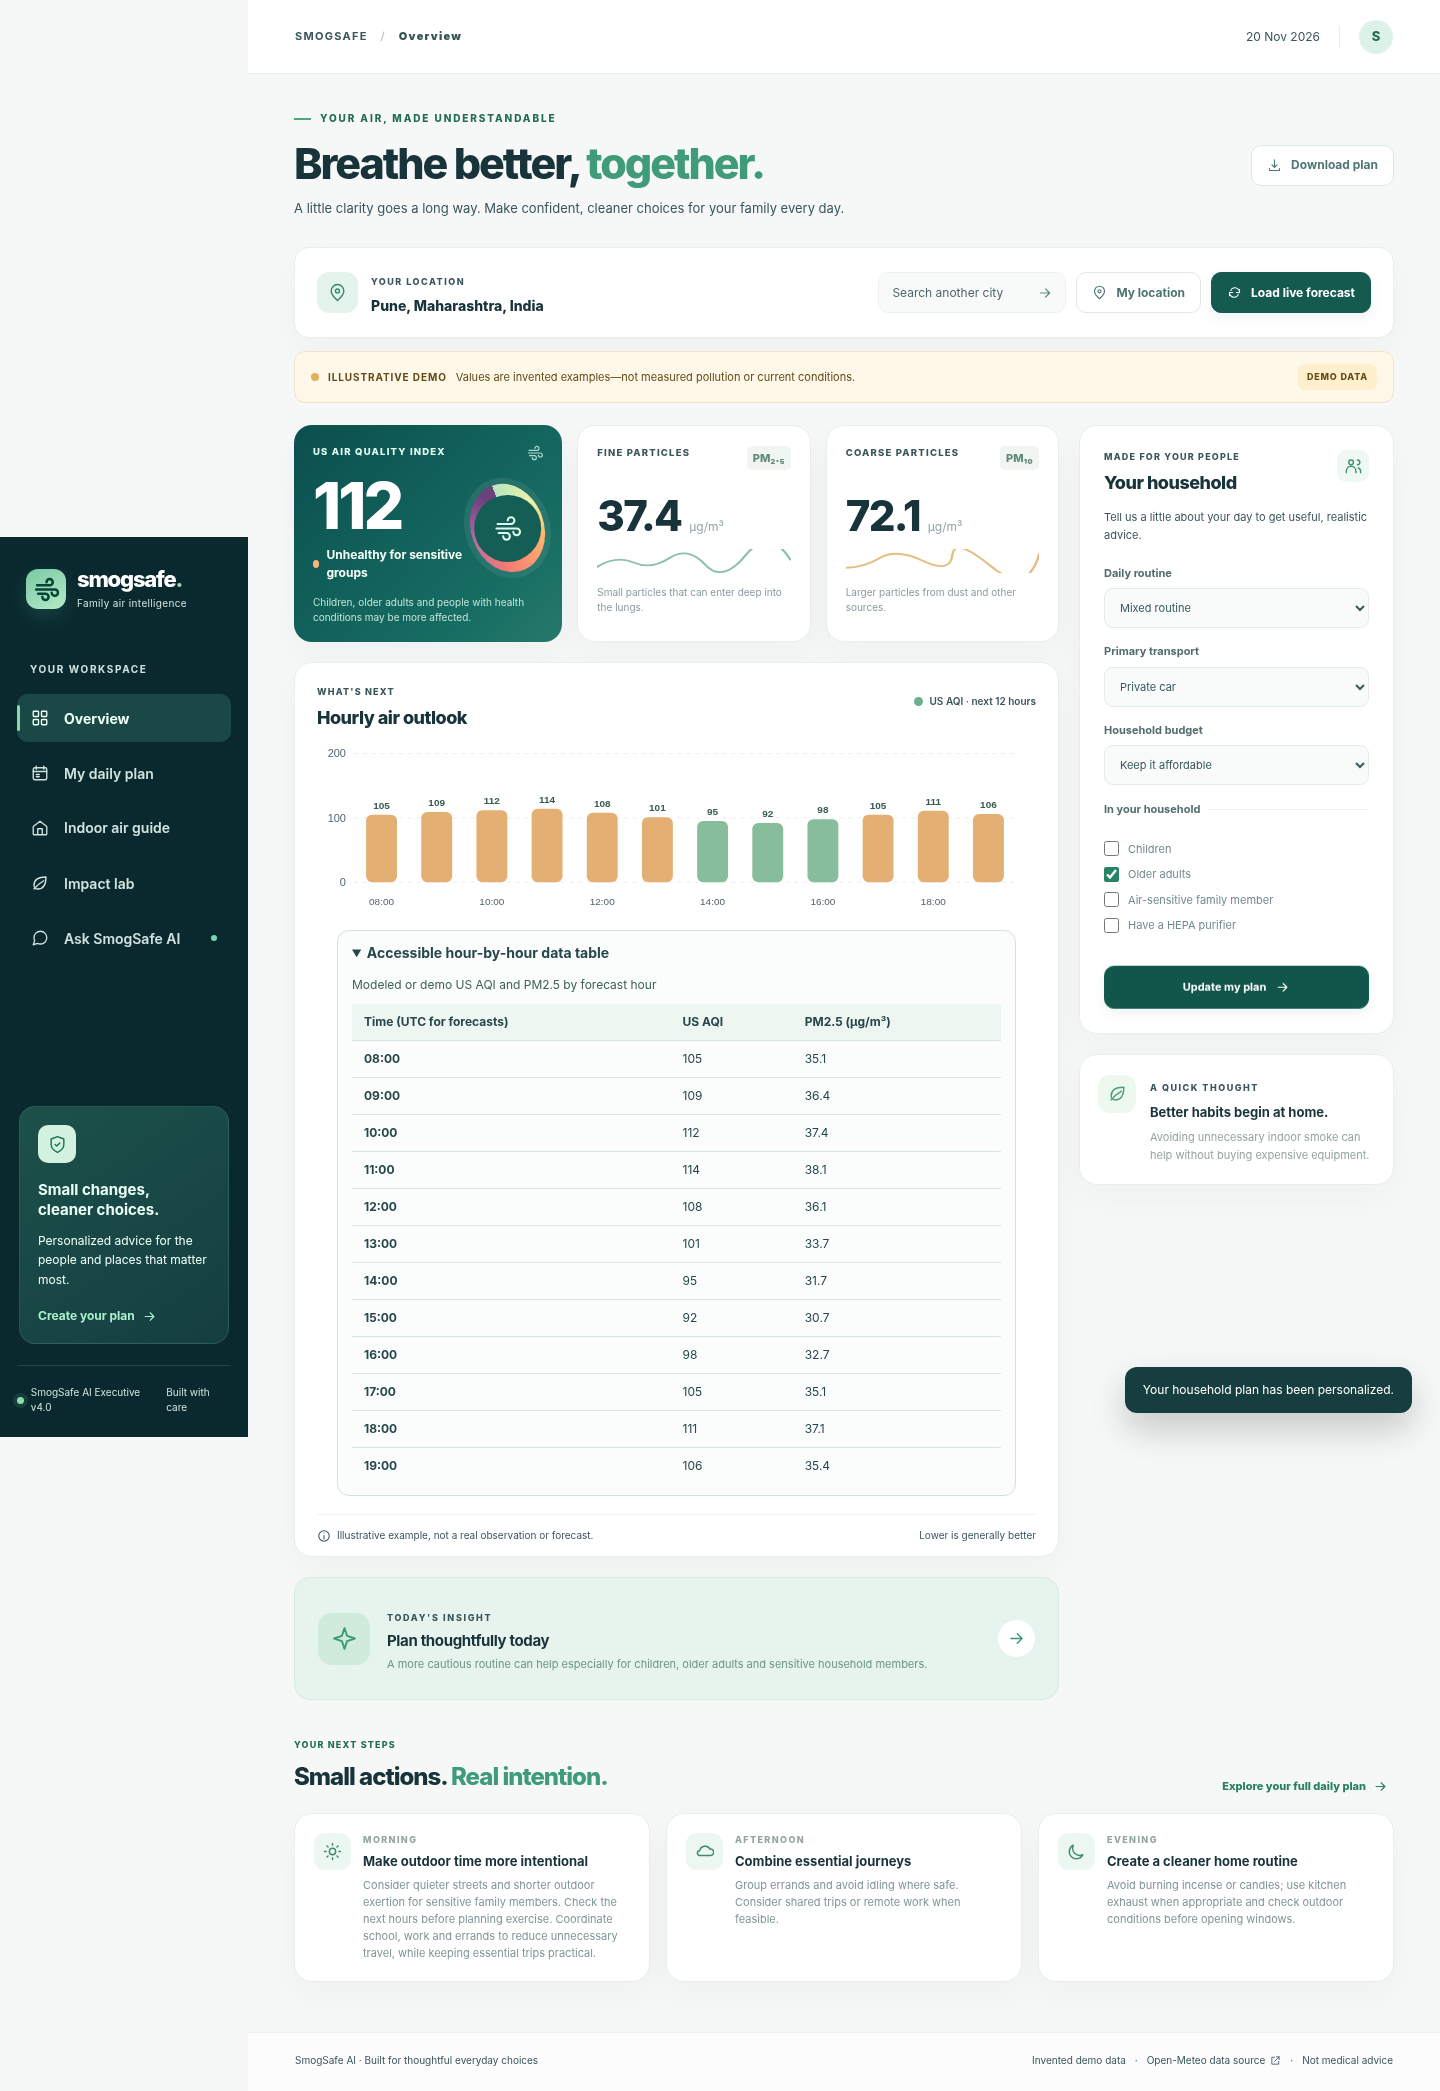 smogsafe.
Family air intelligence
YOUR WORKSPACE
Overview
My daily plan
Indoor air guide
Impact lab
Ask SmogSafe AI
Small changes,
cleaner choices.
Personalized advice for the
people and places that matter
most.
Create your plan
SmogSafe AI Executive
v4.0
Built with
care
SMOGSAFE / Overview
20 Nov 2026
S
YOUR AIR, MADE UNDERSTANDABLE
Breathe better, together.
A little clarity goes a long way. Make confident, cleaner choices for your family every day.
Download plan
YOUR LOCATION
Pune, Maharashtra, India
Search another city
My location
Load live forecast
ILLUSTRATIVE DEMO Values are invented examples—not measured pollution or current conditions.
DEMO DATA
US AIR QUALITY INDEX
112
Unhealthy for sensitive
groups
Children, older adults and people with health
conditions may be more affected.
FINE PARTICLES
PM₂.₅
37.4 μg/m³
Small particles that can enter deep into
the lungs.
COARSE PARTICLES
PM₁₀
72.1 μg/m³
Larger particles from dust and other
sources.
WHAT'S NEXT
Hourly air outlook
US AQI · next 12 hours
200
100
0
105 109 112 114 108 101 95 92 98 105 111 106
08:00 10:00 12:00 14:00 16:00 18:00
▼ Accessible hour-by-hour data table
Modeled or demo US AQI and PM2.5 by forecast hour
Time (UTC for forecasts) US AQI PM2.5 (μg/m³)
08:00 105 35.1
09:00 109 36.4
10:00 112 37.4
11:00 114 38.1
12:00 108 36.1
13:00 101 33.7
14:00 95 31.7
15:00 92 30.7
16:00 98 32.7
17:00 105 35.1
18:00 111 37.1
19:00 106 35.4
Illustrative example, not a real observation or forecast.
Lower is generally better
MADE FOR YOUR PEOPLE
Your household
Tell us a little about your day to get useful, realistic
advice.
Daily routine
Mixed routine
Primary transport
Private car
Household budget
Keep it affordable
In your household
Children
Older adults
Air-sensitive family member
Have a HEPA purifier
Update my plan
A QUICK THOUGHT
Better habits begin at home.
Avoiding unnecessary indoor smoke can
help without buying expensive equipment.
Your household plan has been personalized.
TODAY'S INSIGHT
Plan thoughtfully today
A more cautious routine can help especially for children, older adults and sensitive household members.
YOUR NEXT STEPS
Small actions. Real intention.
Explore your full daily plan
MORNING
Make outdoor time more intentional
Consider quieter streets and shorter outdoor
exertion for sensitive family members. Check the
next hours before planning exercise. Coordinate
school, work and errands to reduce unnecessary
travel, while keeping essential trips practical.
AFTERNOON
Combine essential journeys
Group errands and avoid idling where safe.
Consider shared trips or remote work when
feasible.
EVENING
Create a cleaner home routine
Avoid burning incense or candles; use kitchen
exhaust when appropriate and check outdoor
conditions before opening windows.
SmogSafe AI · Built for thoughtful everyday choices
Invented demo data · Open-Meteo data source · Not medical advice